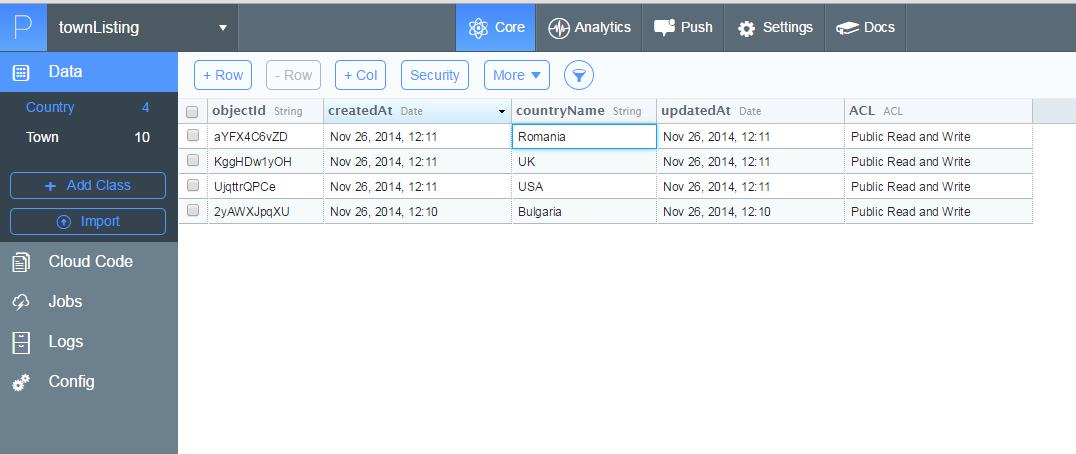 P townListing Core Analytics Push Settings Docs
Data
Country 4
Town 10
+ Add Class
Import
Cloud Code
Jobs
Logs
Config
+ Row - Row + Col Security More
objectId String createdAt Date countryName String updatedAt Date ACL ACL
aYFX4C6vZD Nov 26, 2014, 12:11 Romania Nov 26, 2014, 12:11 Public Read and Write
KggHDw1yOH Nov 26, 2014, 12:11 UK Nov 26, 2014, 12:11 Public Read and Write
UjqttrQPCe Nov 26, 2014, 12:11 USA Nov 26, 2014, 12:11 Public Read and Write
2yAWXJpqXU Nov 26, 2014, 12:10 Bulgaria Nov 26, 2014, 12:10 Public Read and Write